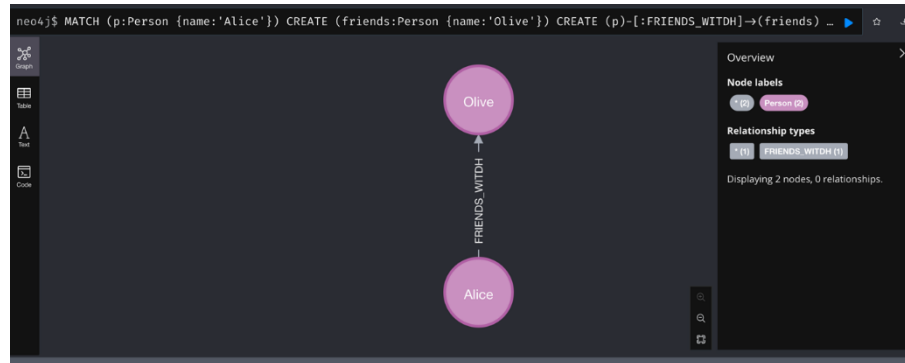 neo4j$ MATCH (p:Person {name:'Alice'}) CREATE (friends:Person {name:'Olive'}) CREATE (p)-[:FRIENDS_WITDH]→(friends) …
Graph
Table
A
Text
Code
Olive
FRIENDS_WITDH
Alice
Overview
Node labels
* (2) Person (2)
Relationship types
* (1) FRIENDS_WITDH (1)
Displaying 2 nodes, 0 relationships.